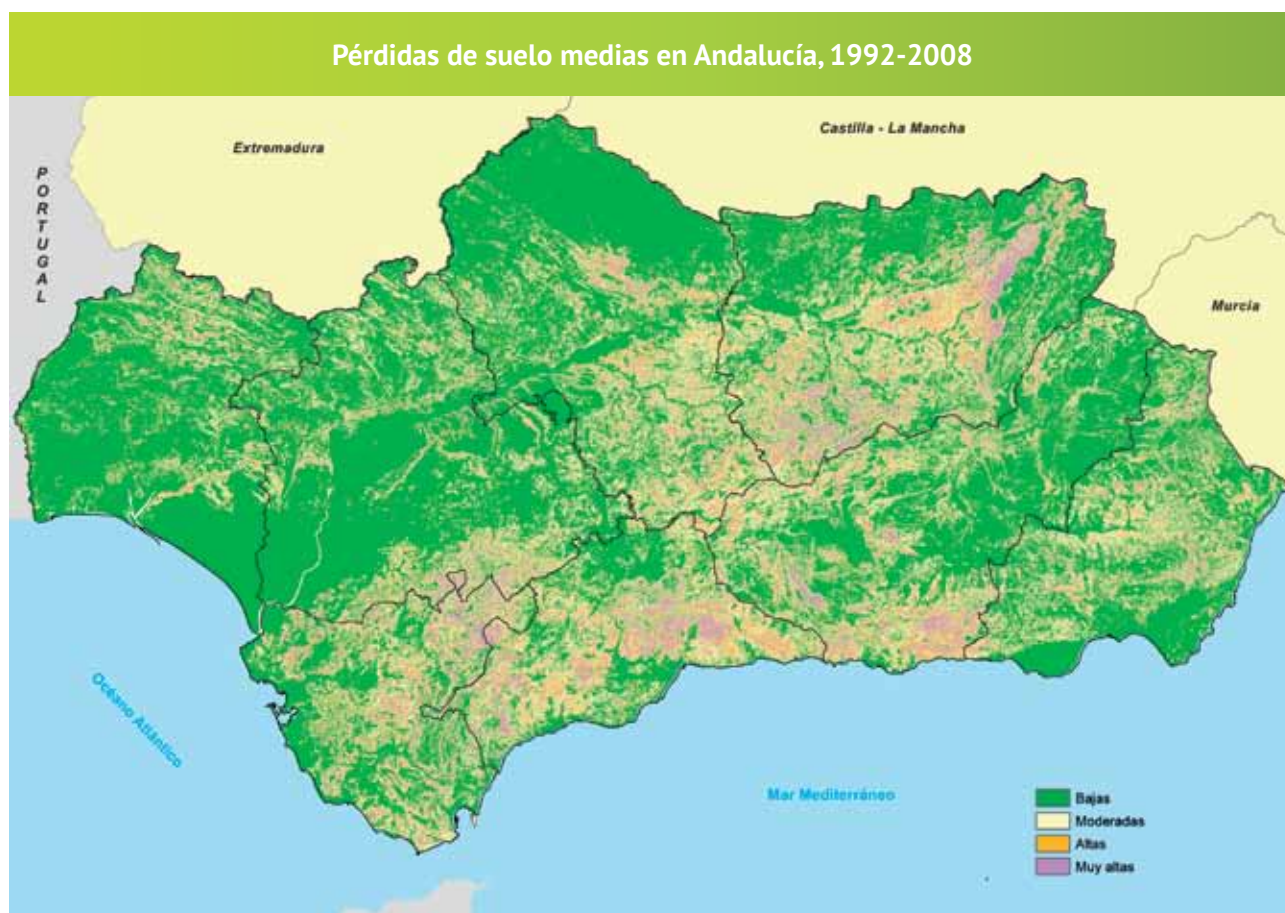 Pérdidas de suelo medias en Andalucía, 1992-2008
Castilla - La Mancha
Extremadura
PORTUGAL
Murcia
Océano Atlántico
Mar Mediterráneo
Bajas
Moderadas
Altas
Muy altas